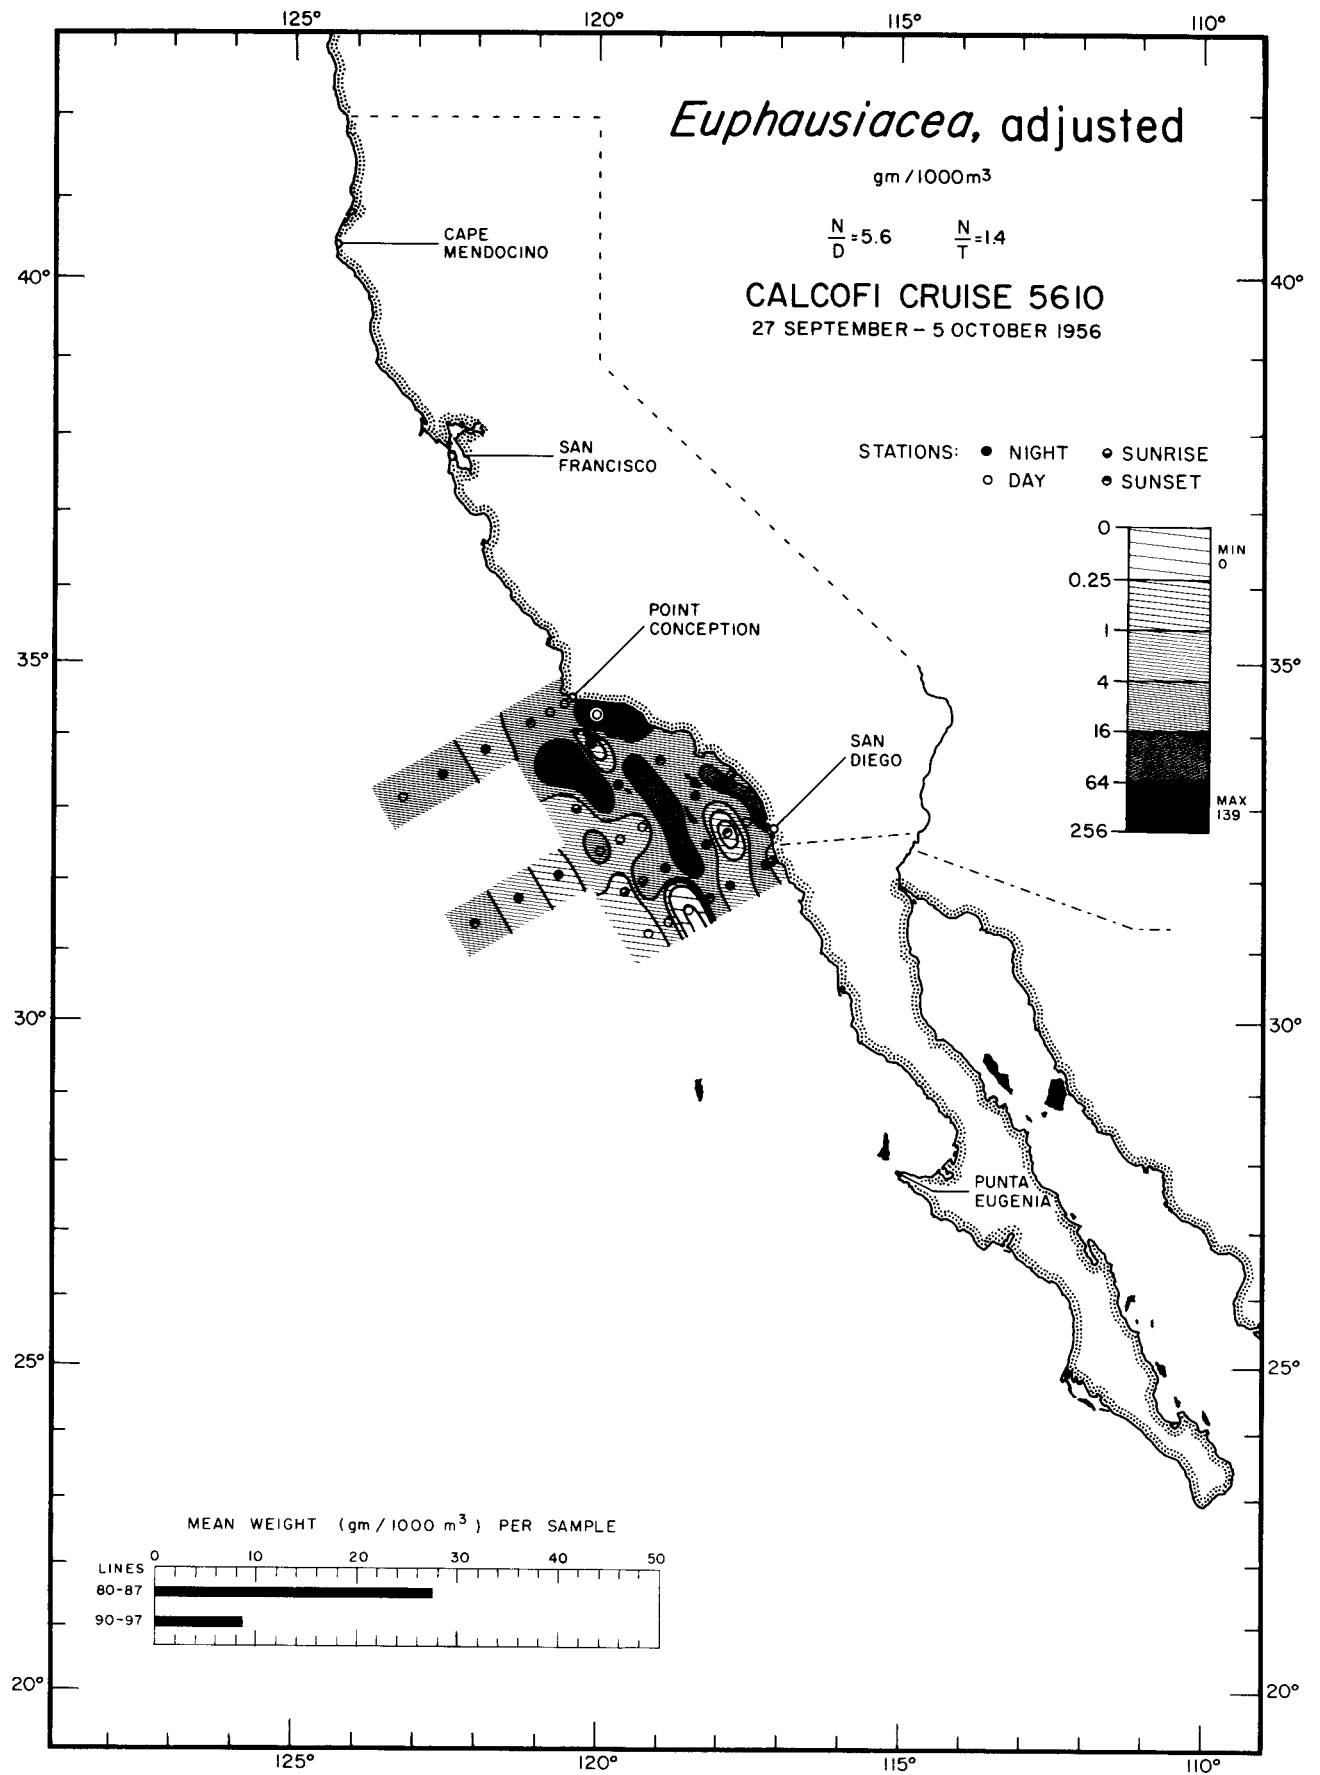 125° 120° 115° 110°
Euphausiacea, adjusted
gm/1000m³
N/D = 5.6 N/T = 1.4
CALCOFI CRUISE 5610
27 SEPTEMBER – 5 OCTOBER 1956
CAPE
MENDOCINO
40° 40°
SAN
FRANCISCO
STATIONS: ● NIGHT SUNRISE
○ DAY SUNSET
0
MIN
0
0.25
1
4
16
64
MAX
139
256
POINT
CONCEPTION
35° 35°
SAN
DIEGO
30° 30°
PUNTA
EUGENIA
25° 25°
MEAN WEIGHT (gm/1000 m³) PER SAMPLE
LINES 0 10 20 30 40 50
80-87
90-97
20° 20°
125° 120° 115° 110°